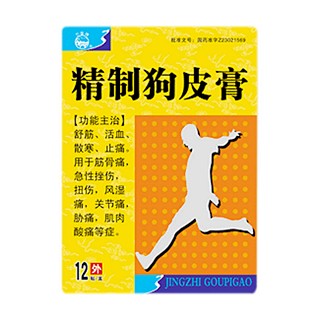 批准文号：国药准字Z23021569
精制狗皮膏
【功能主治】
舒筋、活血、
散寒、止痛。
用于筋骨痛，
急性挫伤，
扭伤，风湿
痛，关节痛，
胁痛，肌肉
酸痛等症。
12 外
贴/盒
JINGZHI GOUPIGAO